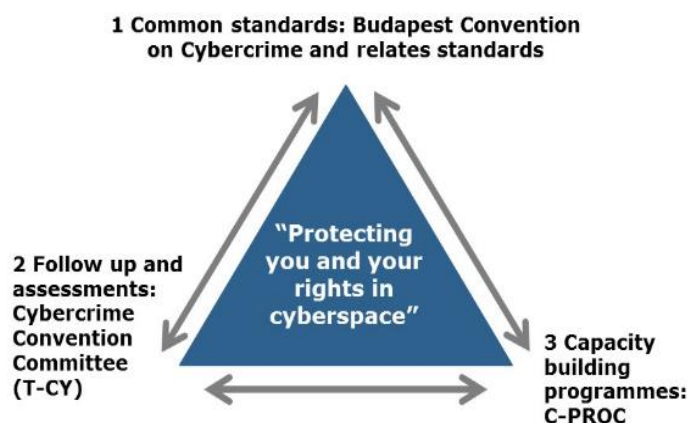 1 Common standards: Budapest Convention
on Cybercrime and relates standards
“Protecting
you and your
rights in
cyberspace”
2 Follow up and
assessments:
Cybercrime
Convention
Committee
(T-CY)
3 Capacity
building
programmes:
C-PROC